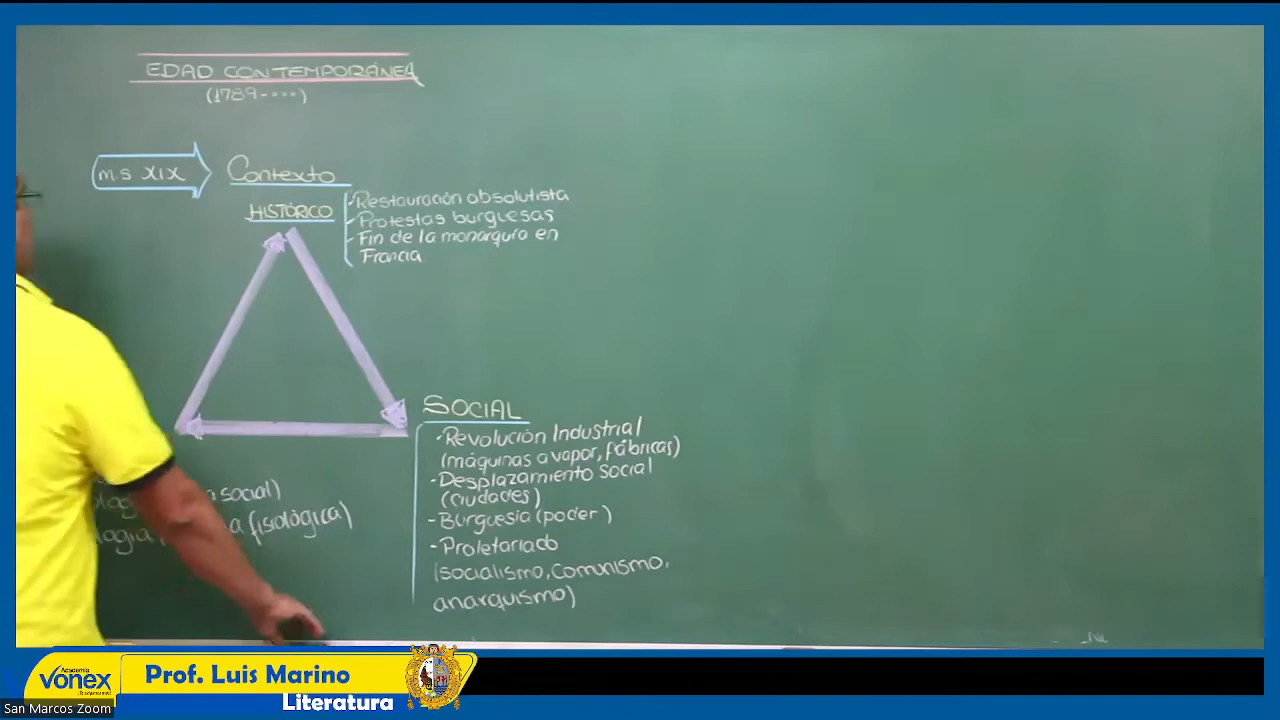 EDAD CONTEMPORÁNEA
(1789----)
m.s XIX
Contexto
HISTÓRICO
- Restauración absolutista
- Protestas burguesas
- Fin de la monarquía en
Francia
SOCIAL
- Revolución Industrial
(máquinas a vapor, fábricas)
- Desplazamiento social
(ciudades)
- Burguesía (poder)
- Proletariado
(socialismo, comunismo,
anarquismo)
social)
fisiológica)
Academia
VONEX
Prof. Luis Marino
Literatura
San Marcos Zoom